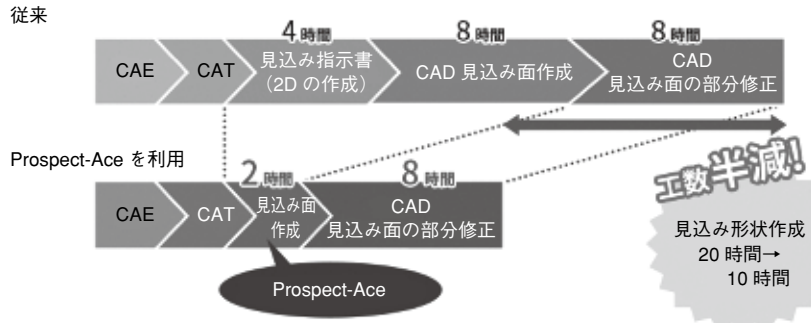 従来
4時間
8時間
8時間
CAE
CAT
見込み指示書
（2D の作成）
CAD 見込み面作成
CAD
見込み面の部分修正
Prospect-Ace を利用
2時間
8時間
CAE
CAT
見込み面
作成
CAD
見込み面の部分修正
Prospect-Ace
工数半減!
見込み形状作成
20 時間→
10 時間